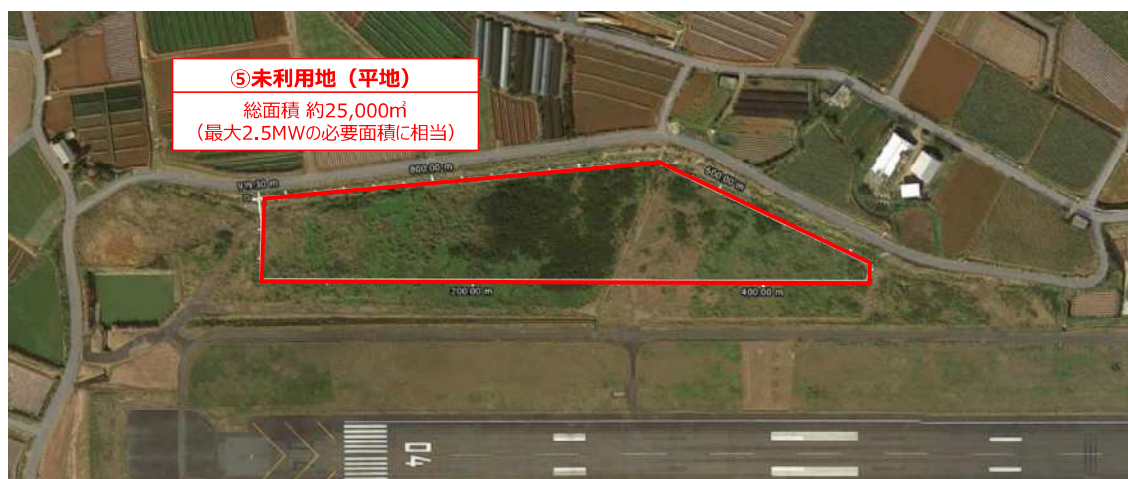 ⑤未利用地（平地）
総面積 約25,000㎡
（最大2.5MWの必要面積に相当）
800.00 m
600.00 m
200.00 m
400.00 m
04